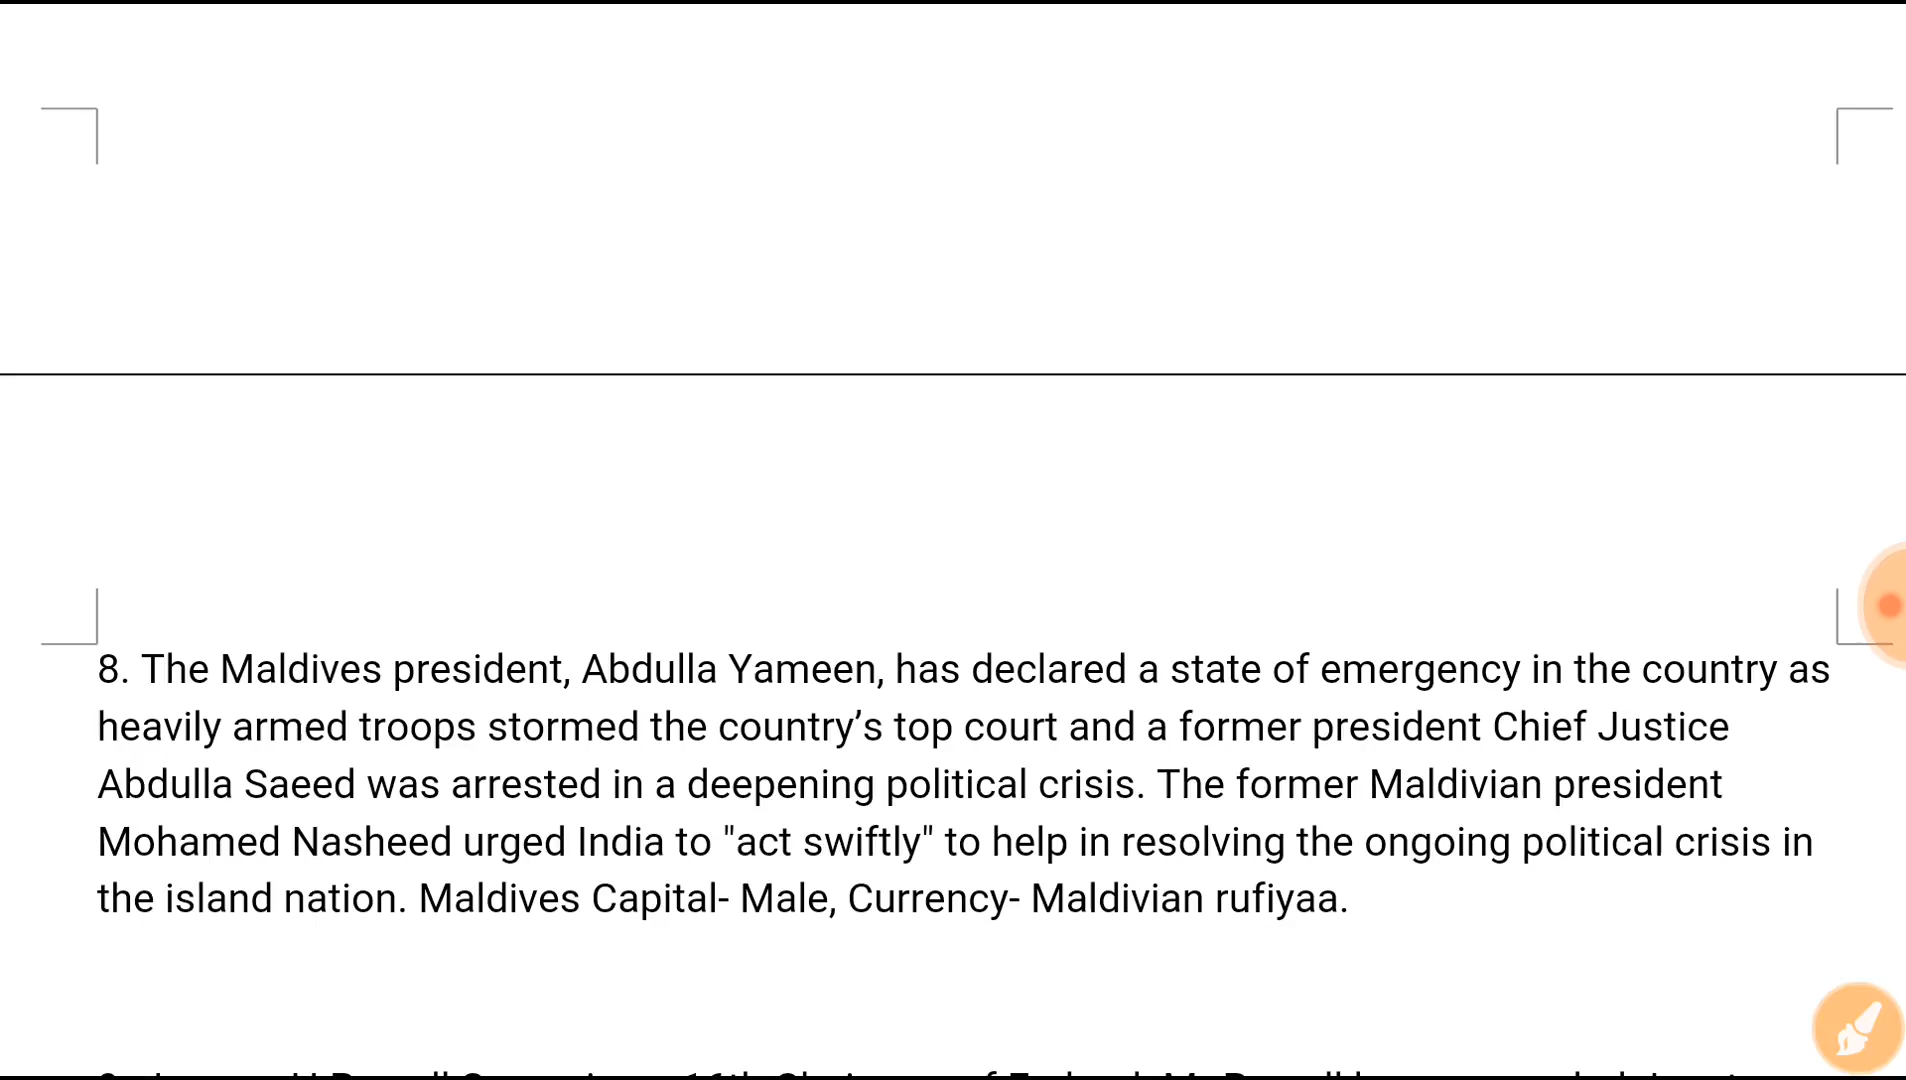 8. The Maldives president, Abdulla Yameen, has declared a state of emergency in the country as
heavily armed troops stormed the country’s top court and a former president Chief Justice
Abdulla Saeed was arrested in a deepening political crisis. The former Maldivian president
Mohamed Nasheed urged India to "act swiftly" to help in resolving the ongoing political crisis in
the island nation. Maldives Capital- Male, Currency- Maldivian rufiyaa.